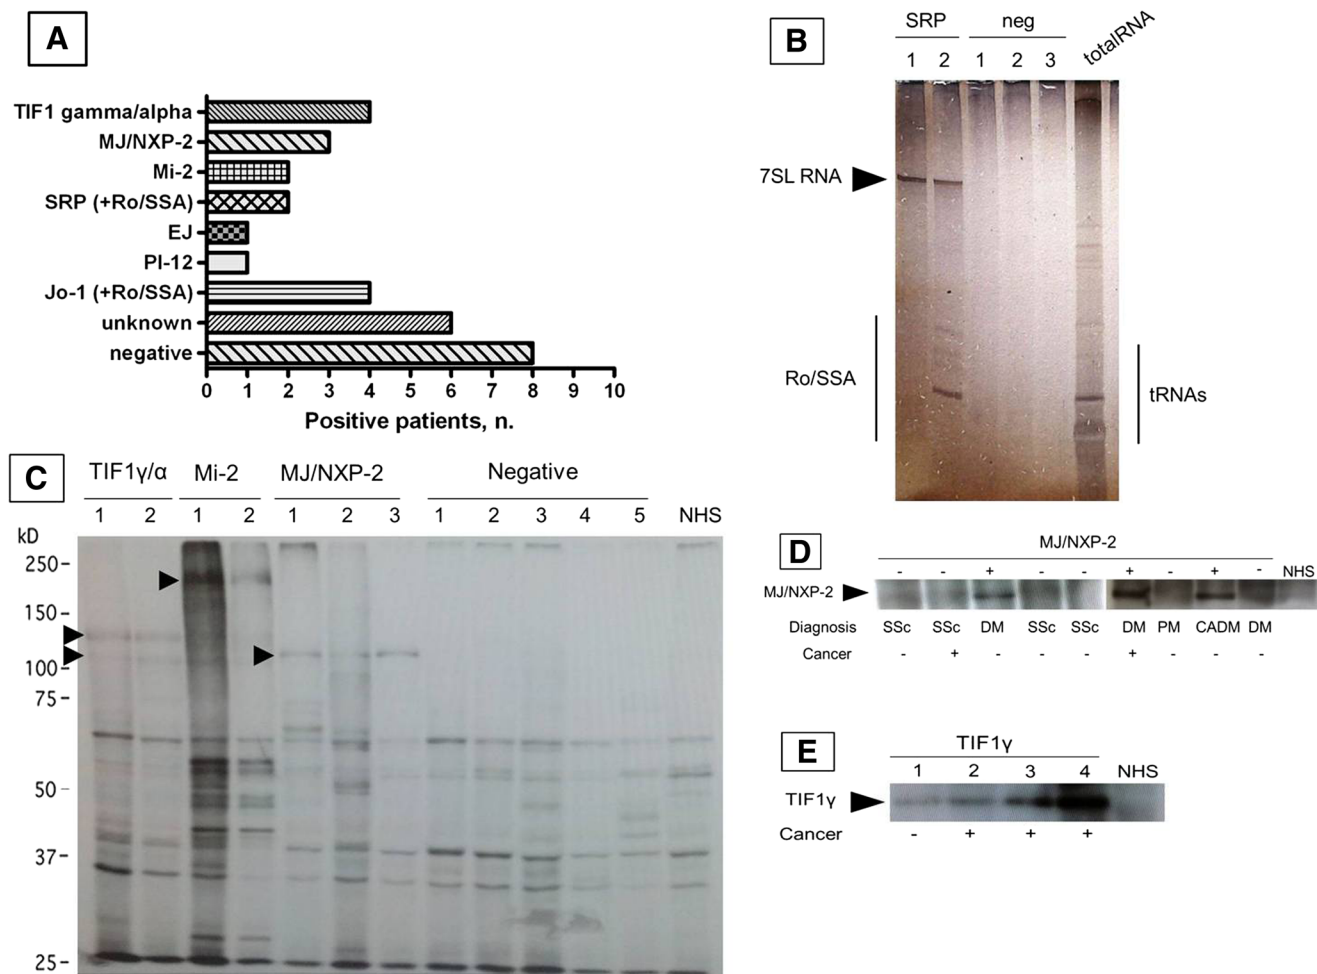 A
TIF1 gamma/alpha
MJ/NXP-2
Mi-2
SRP (+Ro/SSA)
EJ
Pl-12
Jo-1 (+Ro/SSA)
unknown
negative
0 1 2 3 4 5 6 7 8 9 10
Positive patients, n.
B
SRP neg totalRNA
1 2 1 2 3
7SL RNA
Ro/SSA
tRNAs
C
TIF1γ/α Mi-2 MJ/NXP-2 Negative
1 2 1 2 1 2 3 1 2 3 4 5 NHS
kD
250
150
100
75
50
37
25
D
MJ/NXP-2
- - + - - + - + - NHS
MJ/NXP-2
Diagnosis SSc SSc DM SSc SSc DM PM CADM DM
Cancer - + - - - + - - -
E
TIF1γ
1 2 3 4 NHS
TIF1γ
Cancer - + + +